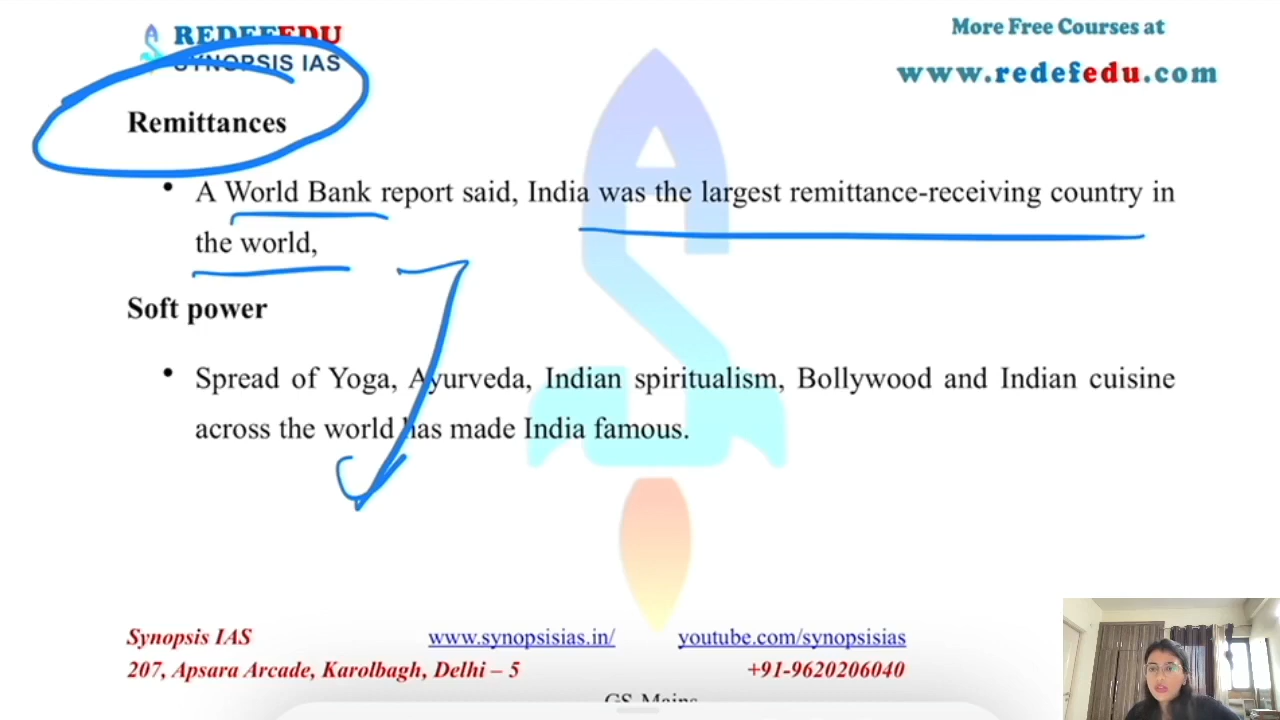 REDEFEDU
SYNOPSIS IAS
More Free Courses at
www.redefedu.com
Remittances
• A World Bank report said, India was the largest remittance-receiving country in
the world,
Soft power
• Spread of Yoga, Ayurveda, Indian spiritualism, Bollywood and Indian cuisine
across the world has made India famous.
Synopsis IAS www.synopsisias.in/ youtube.com/synopsisias
207, Apsara Arcade, Karolbagh, Delhi – 5 +91-9620206040
GS Mains